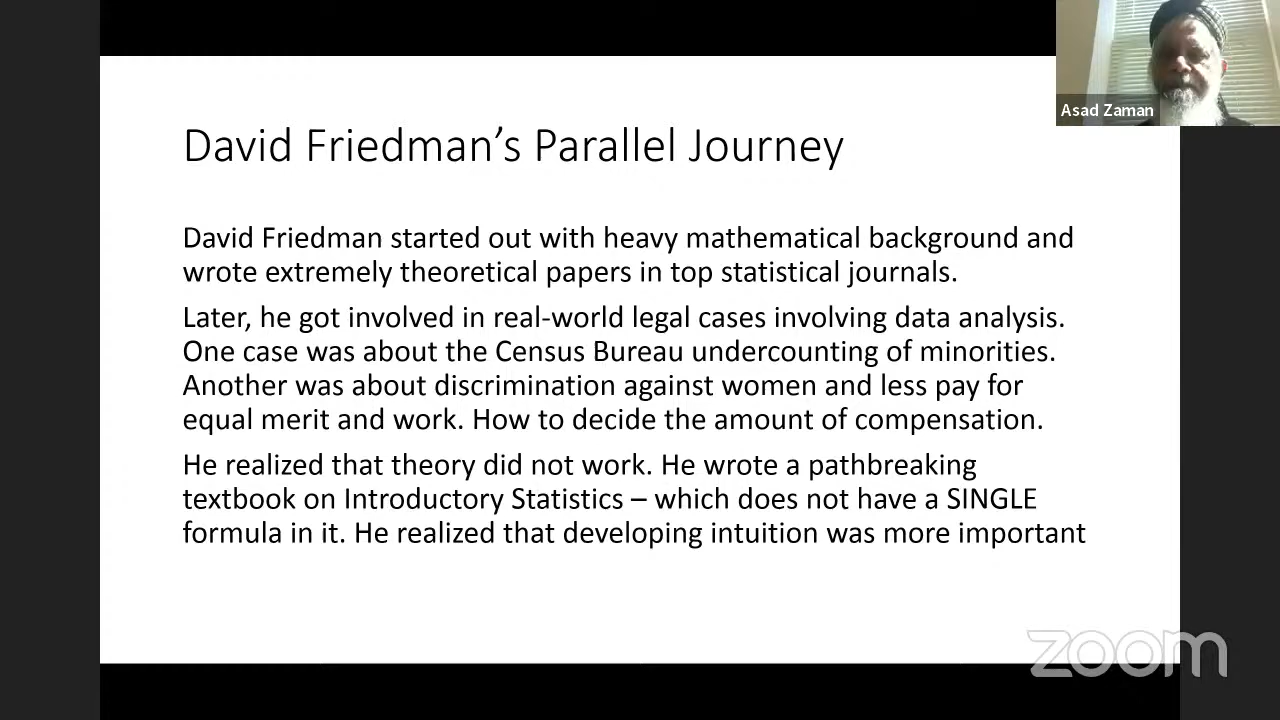 Asad Zaman
David Friedman's Parallel Journey
David Friedman started out with heavy mathematical background and
wrote extremely theoretical papers in top statistical journals.
Later, he got involved in real-world legal cases involving data analysis.
One case was about the Census Bureau undercounting of minorities.
Another was about discrimination against women and less pay for
equal merit and work. How to decide the amount of compensation.
He realized that theory did not work. He wrote a pathbreaking
textbook on Introductory Statistics – which does not have a SINGLE
formula in it. He realized that developing intuition was more important
zoom